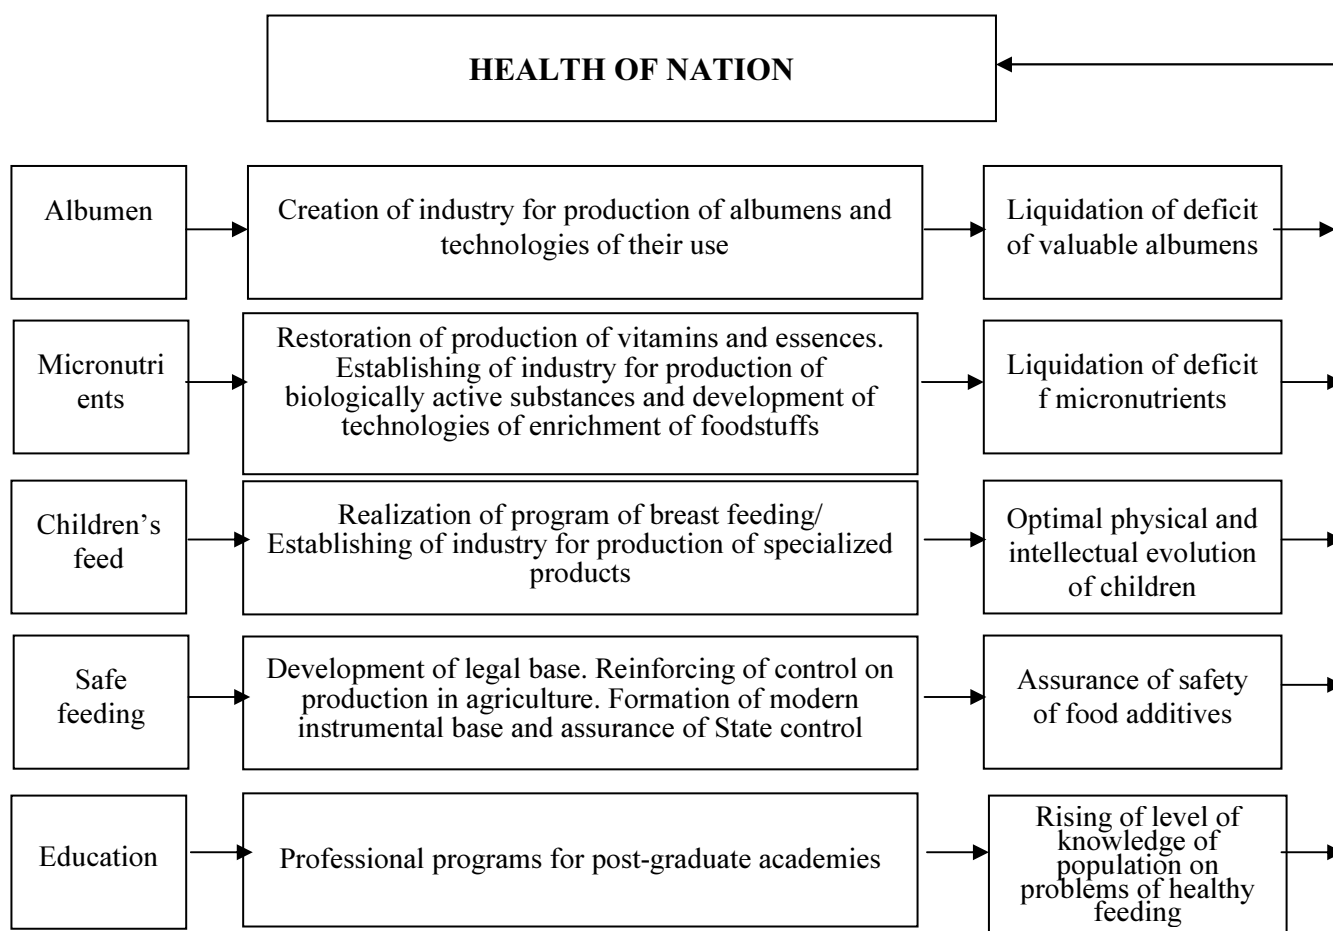 HEALTH OF NATION
Albumen
Creation of industry for production of albumens and
technologies of their use
Liquidation of deficit
of valuable albumens
Micronutri
ents
Restoration of production of vitamins and essences.
Establishing of industry for production of
biologically active substances and development of
technologies of enrichment of foodstuffs
Liquidation of deficit
f micronutrients
Children’s
feed
Realization of program of breast feeding/
Establishing of industry for production of specialized
products
Optimal physical and
intellectual evolution
of children
Safe
feeding
Development of legal base. Reinforcing of control on
production in agriculture. Formation of modern
instrumental base and assurance of State control
Assurance of safety
of food additives
Education
Professional programs for post-graduate academies
Rising of level of
knowledge of
population on
problems of healthy
feeding